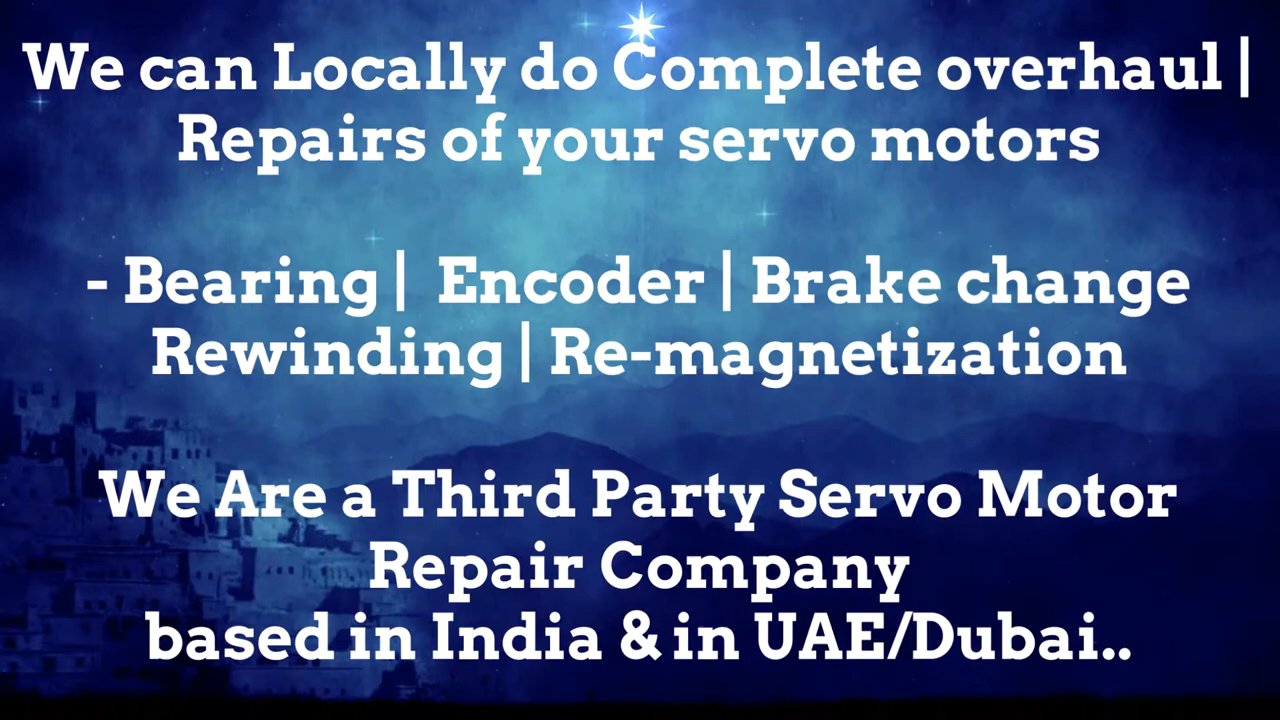 We can Locally do Complete overhaul |
Repairs of your servo motors
- Bearing |  Encoder | Brake change
Rewinding | Re-magnetization
We Are a Third Party Servo Motor
Repair Company
based in India & in UAE/Dubai..